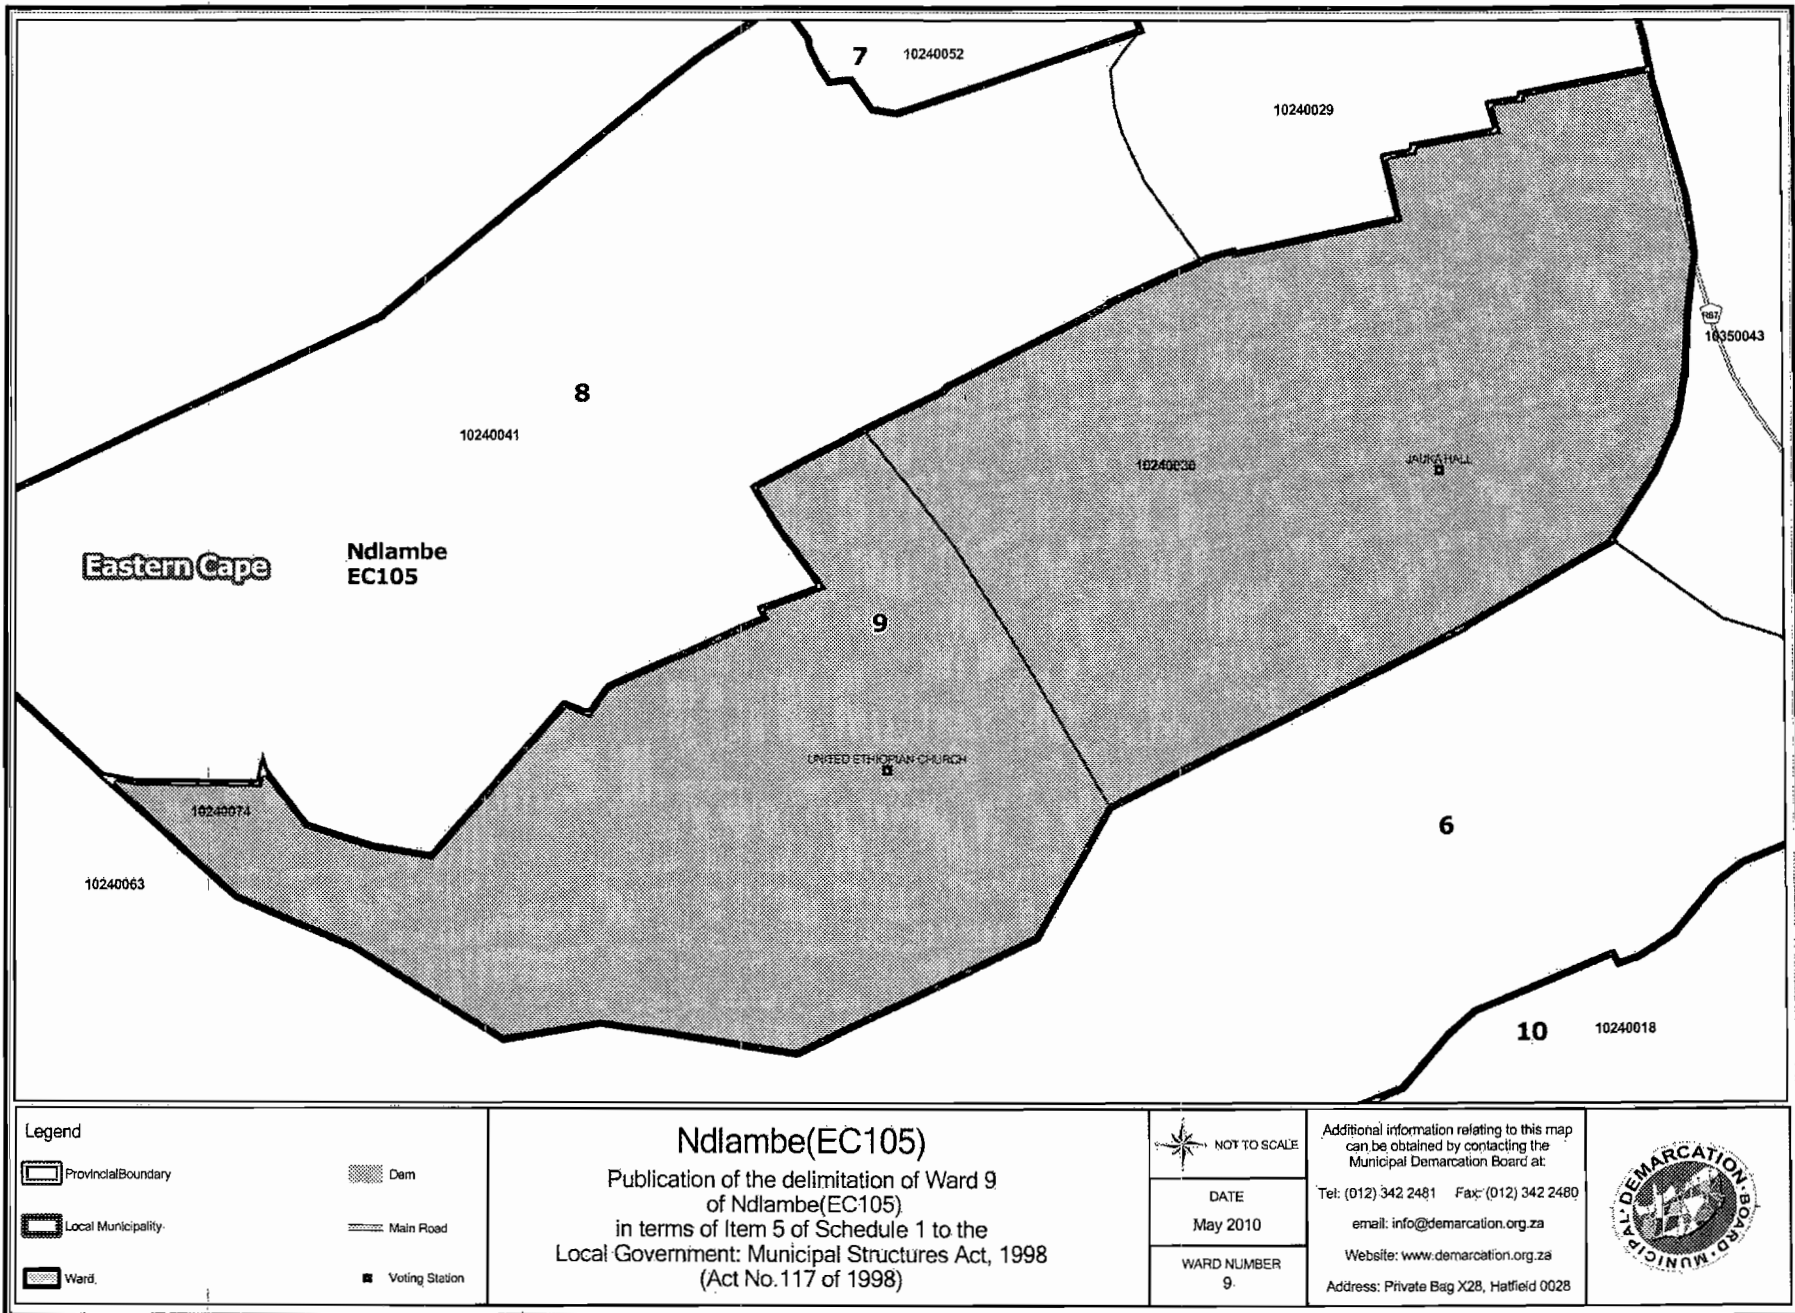 7
10240052
10240029
R67
10350043
8
10240041
10240030
JAUKA HALL
Eastern Cape
Ndlambe
EC105
9
UNITED ETHIOPIAN CHURCH
10240074
10240063
6
10
10240018
Legend
ProvincialBoundary
Local Municipality
Ward
Dam
Main Road
Voting Station
Ndlambe(EC105)
Publication of the delimitation of Ward 9
of Ndlambe(EC105)
in terms of Item 5 of Schedule 1 to the
Local Government: Municipal Structures Act, 1998
(Act No.117 of 1998)
NOT TO SCALE
DATE
May 2010
WARD NUMBER
9
Additional information relating to this map
can be obtained by contacting the
Municipal Demarcation Board at:
Tel: (012) 342 2481 Fax: (012) 342 2480
email: info@demarcation.org.za
Website: www.demarcation.org.za
Address: Private Bag X28, Hatfield 0028
MUNICIPAL DEMARCATION BOARD